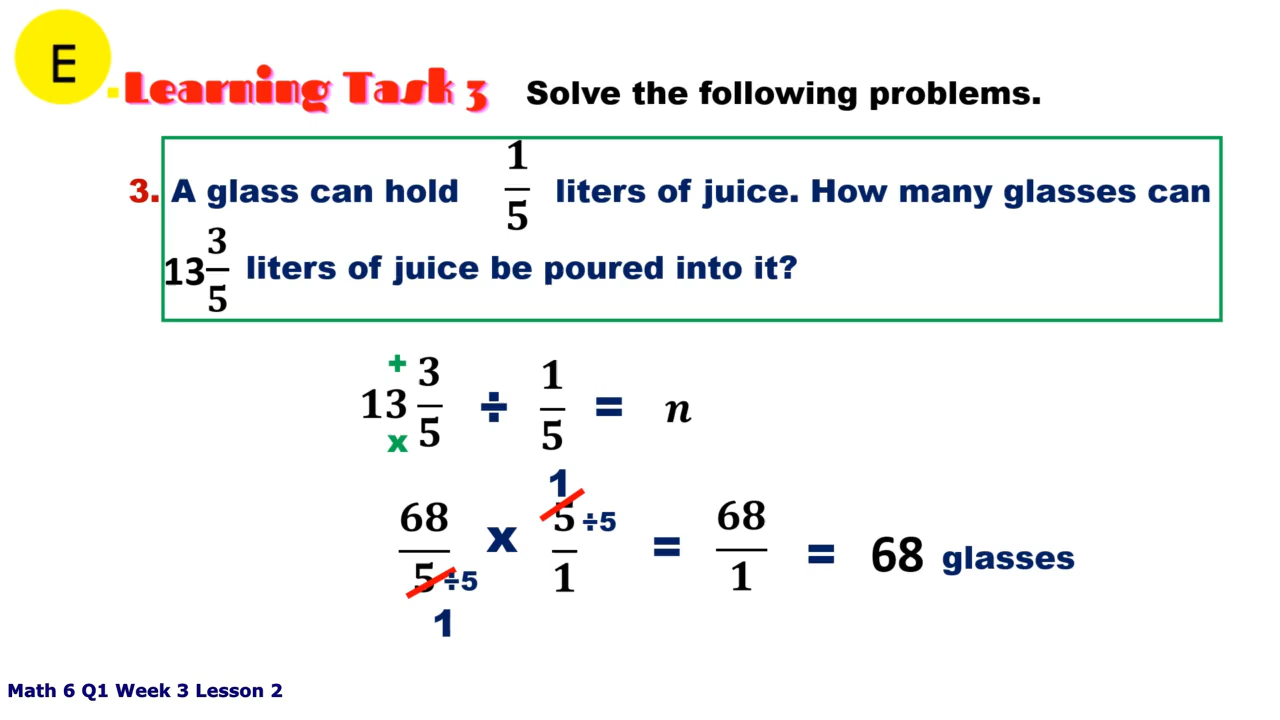 E
. Learning Task 3 Solve the following problems.
3. A glass can hold 1/5 liters of juice. How many glasses can
13 3/5 liters of juice be poured into it?
+
13 3/5 ÷ 1/5 = n
x
1
68/5 ÷5 x 5/1 ÷5 = 68/1 = 68 glasses
1
Math 6 Q1 Week 3 Lesson 2